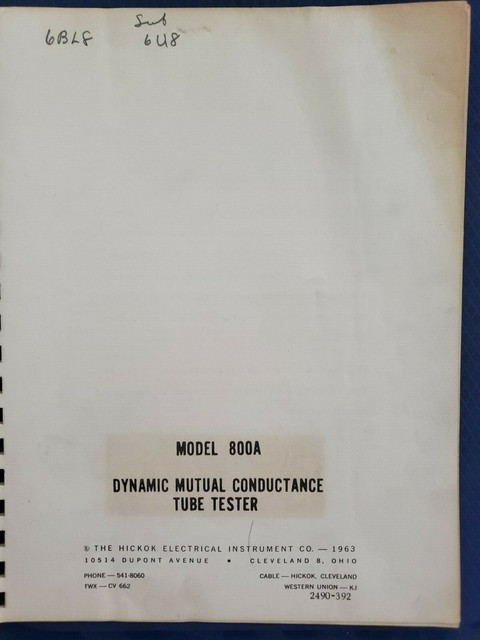 Sub
6BL8 6U8
MODEL 800A
DYNAMIC MUTUAL CONDUCTANCE
TUBE TESTER
© THE HICKOK ELECTRICAL INSTRUMENT CO. — 1963
10514 DUPONT AVENUE • CLEVELAND 8, OHIO
PHONE — 541-8060 CABLE — HICKOK, CLEVELAND
TWX — CV 662 WESTERN UNION — KJ
2490-392